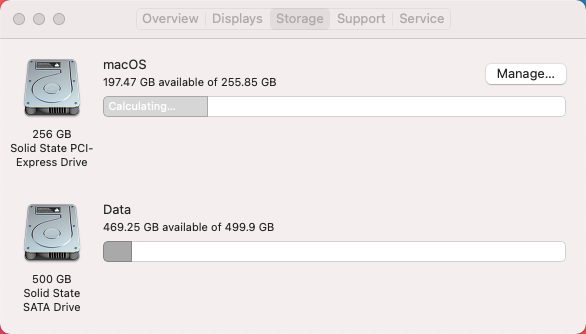 Overview Displays Storage Support Service
macOS
197.47 GB available of 255.85 GB
Manage...
Calculating...
256 GB
Solid State PCI-
Express Drive
Data
469.25 GB available of 499.9 GB
500 GB
Solid State
SATA Drive